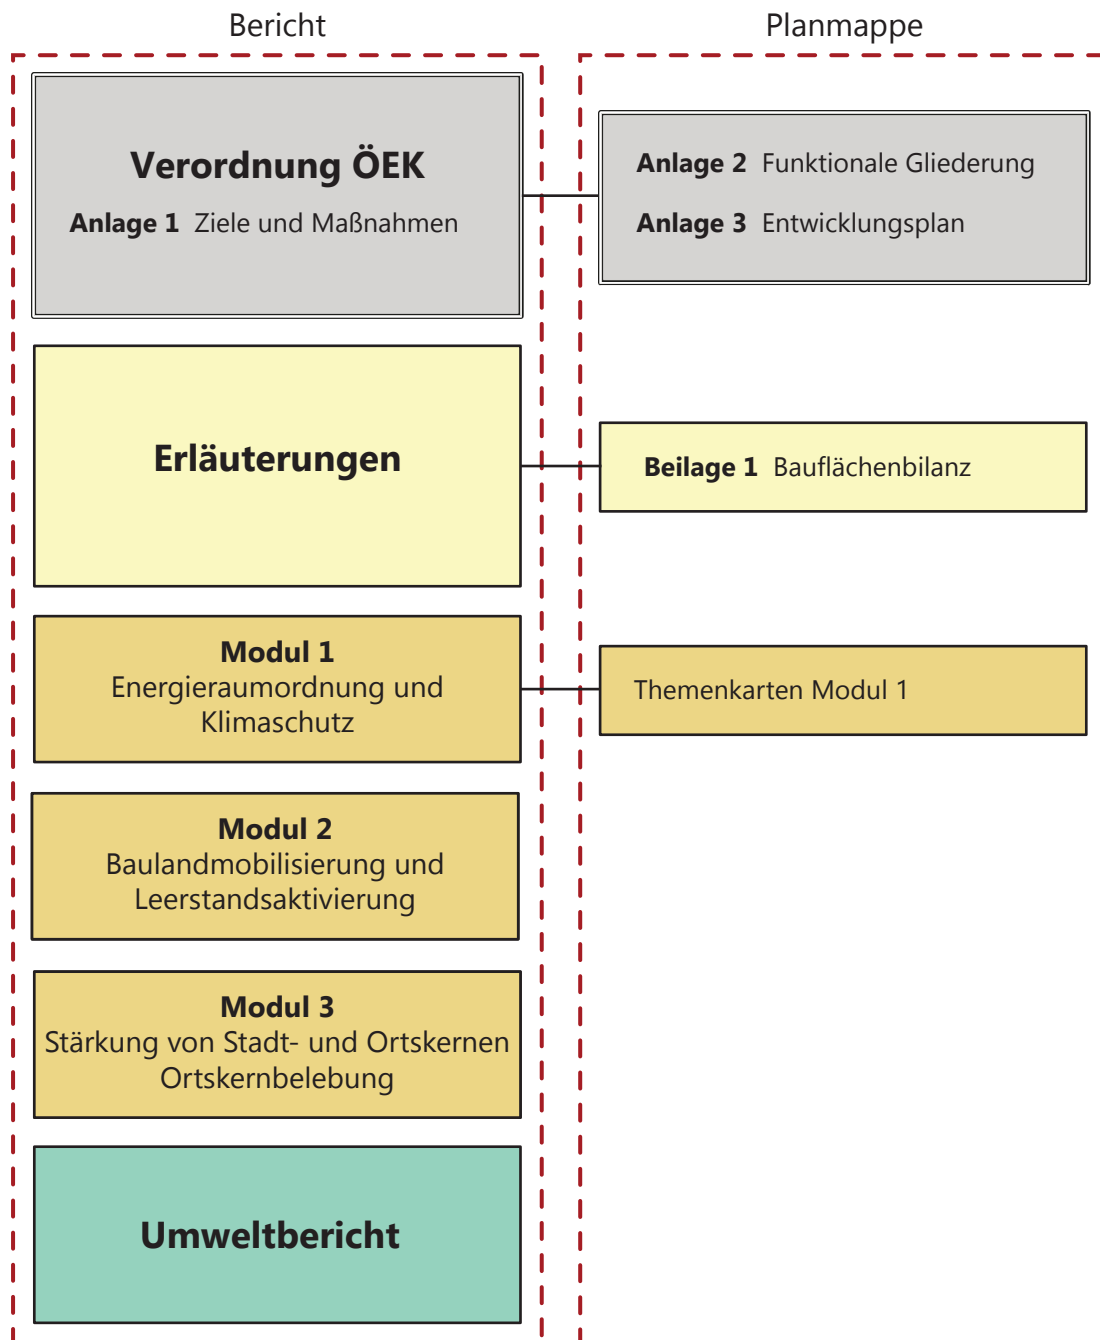 Bericht
Verordnung ÖEK
Anlage 1 Ziele und Maßnahmen
Erläuterungen
Modul 1
Energieraumordnung und
Klimaschutz
Modul 2
Baulandmobilisierung und
Leerstandsaktivierung
Modul 3
Stärkung von Stadt- und Ortskernen
Ortskernbelebung
Umweltbericht
Planmappe
Anlage 2 Funktionale Gliederung
Anlage 3 Entwicklungsplan
Beilage 1 Bauflächenbilanz
Themenkarten Modul 1